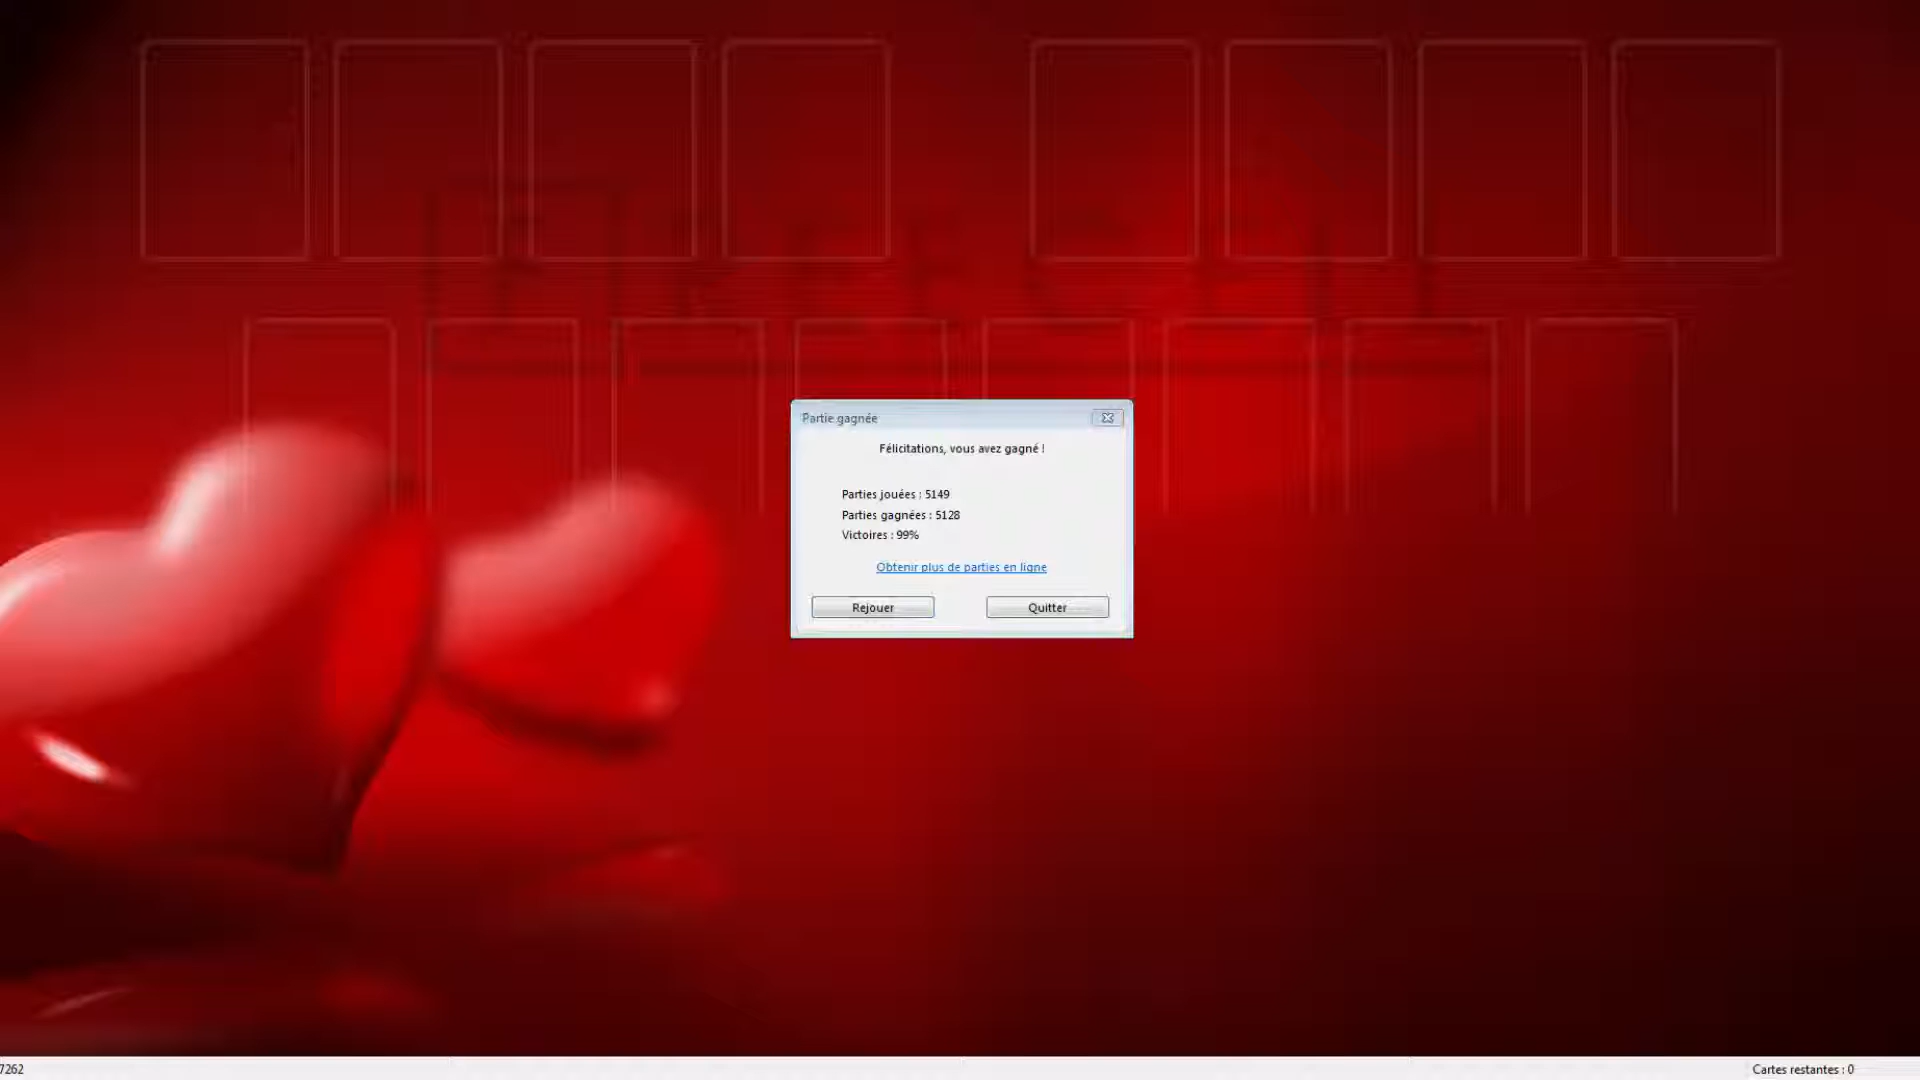 Partie gagnée
Félicitations, vous avez gagné !
Parties jouées : 5149
Parties gagnées : 5128
Victoires : 99%
Obtenir plus de parties en ligne
Rejouer
Quitter
7262
Cartes restantes : 0